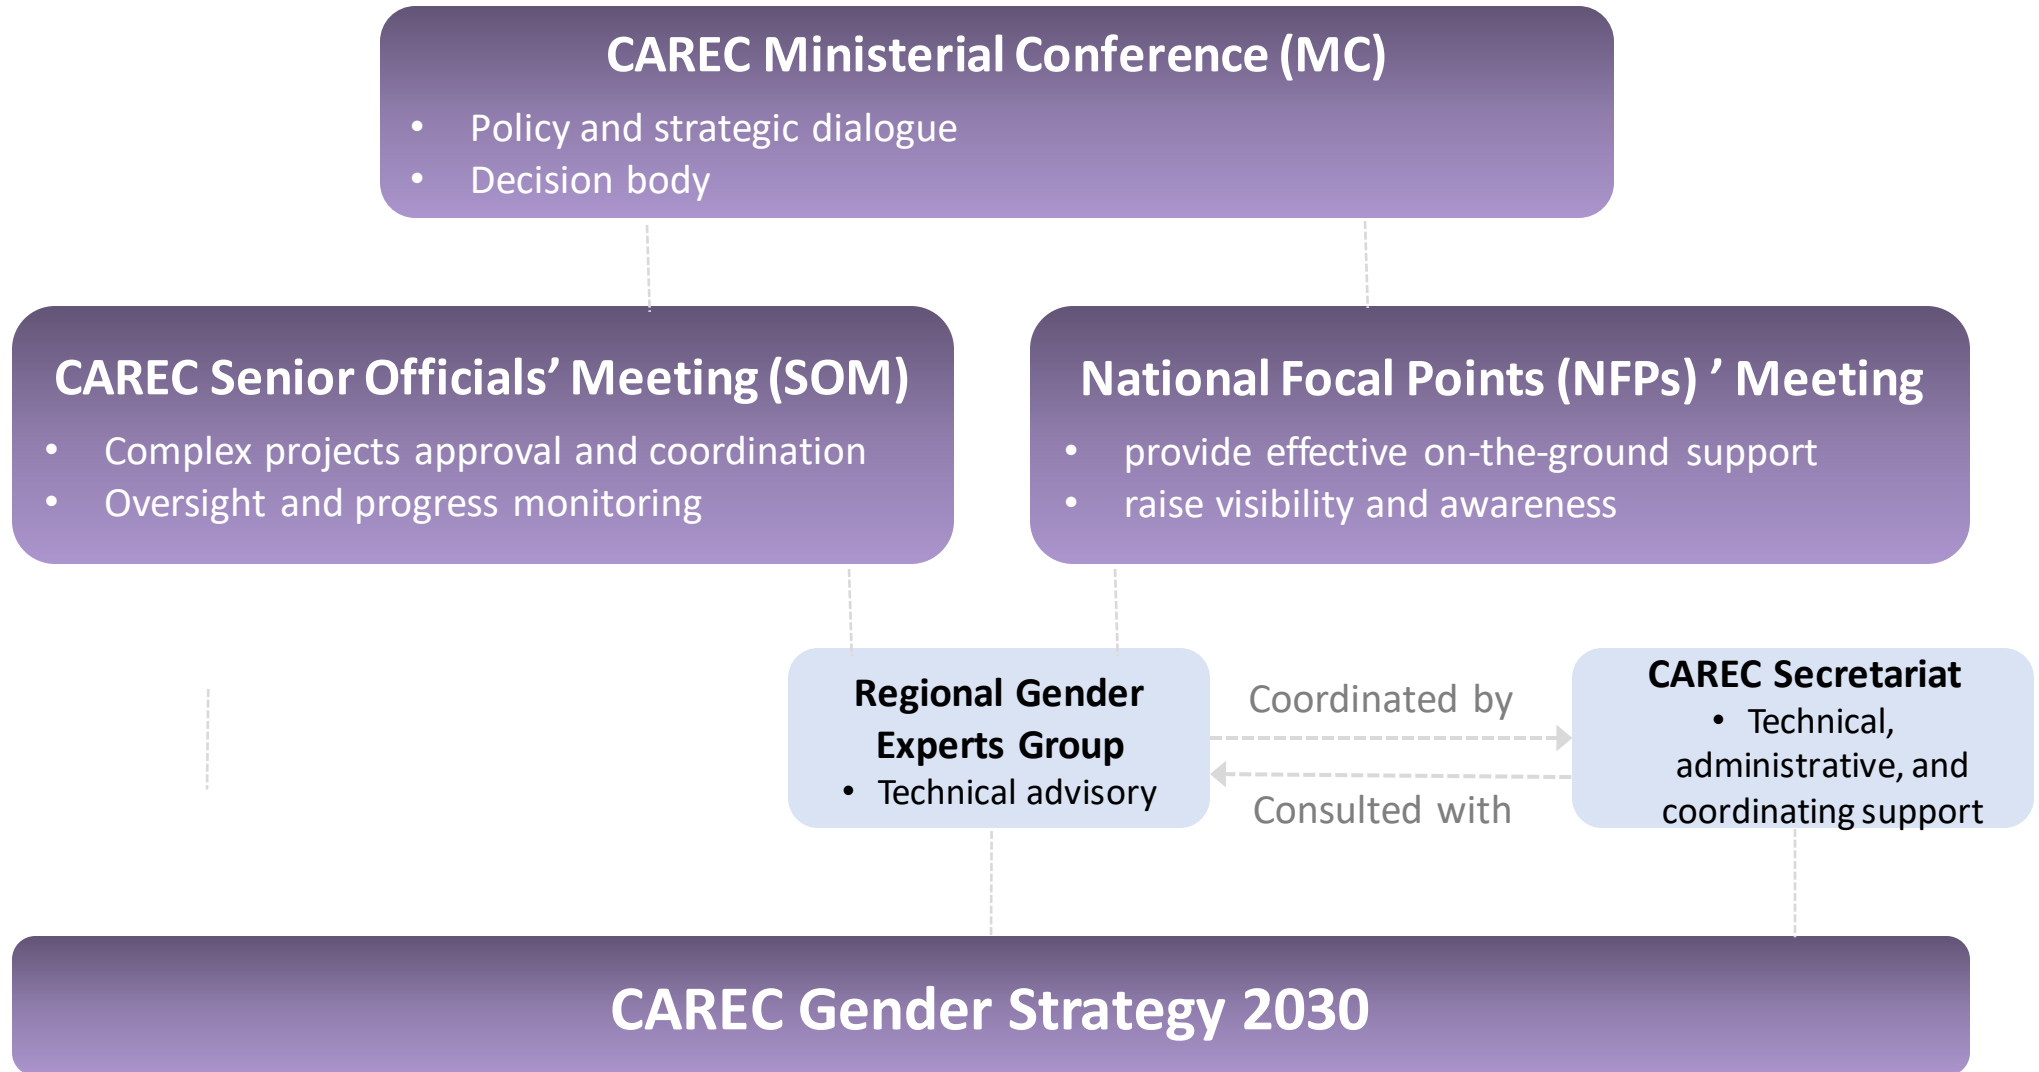 CAREC Ministerial Conference (MC)
• Policy and strategic dialogue
• Decision body
CAREC Senior Officials’ Meeting (SOM)
• Complex projects approval and coordination
• Oversight and progress monitoring
National Focal Points (NFPs) ’ Meeting
• provide effective on-the-ground support
• raise visibility and awareness
Regional Gender
Experts Group
• Technical advisory
Coordinated by
Consulted with
CAREC Secretariat
• Technical,
administrative, and
coordinating support
CAREC Gender Strategy 2030